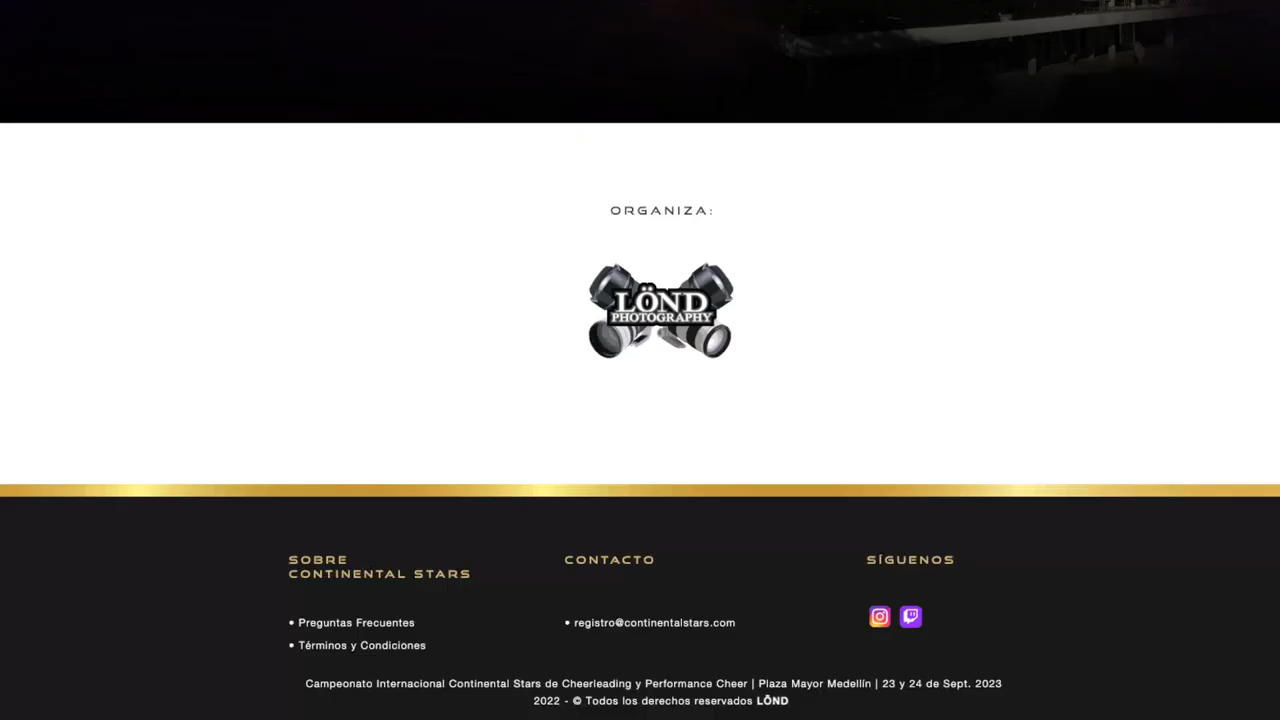 ORGANIZA:
LÖND
PHOTOGRAPHY
SOBRE
CONTINENTAL STARS
CONTACTO
SÍGUENOS
• Preguntas Frecuentes
• registro@continentalstars.com
• Términos y Condiciones
Campeonato Internacional Continental Stars de Cheerleading y Performance Cheer | Plaza Mayor Medellín | 23 y 24 de Sept. 2023
2022 - © Todos los derechos reservados LÖND